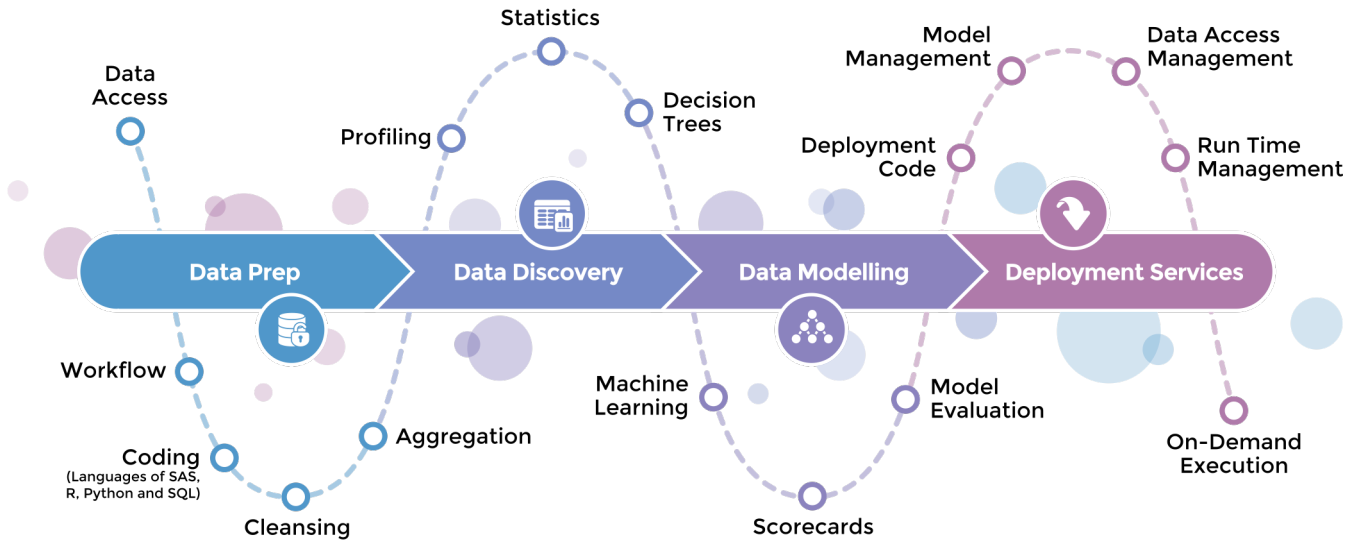 Data
Access
Workflow
Coding
(Languages of SAS,
R, Python and SQL)
Cleansing
Aggregation
Data Prep
Profiling
Statistics
Decision
Trees
Data Discovery
Machine
Learning
Scorecards
Model
Evaluation
Data Modelling
Deployment
Code
Model
Management
Data Access
Management
Run Time
Management
On-Demand
Execution
Deployment Services